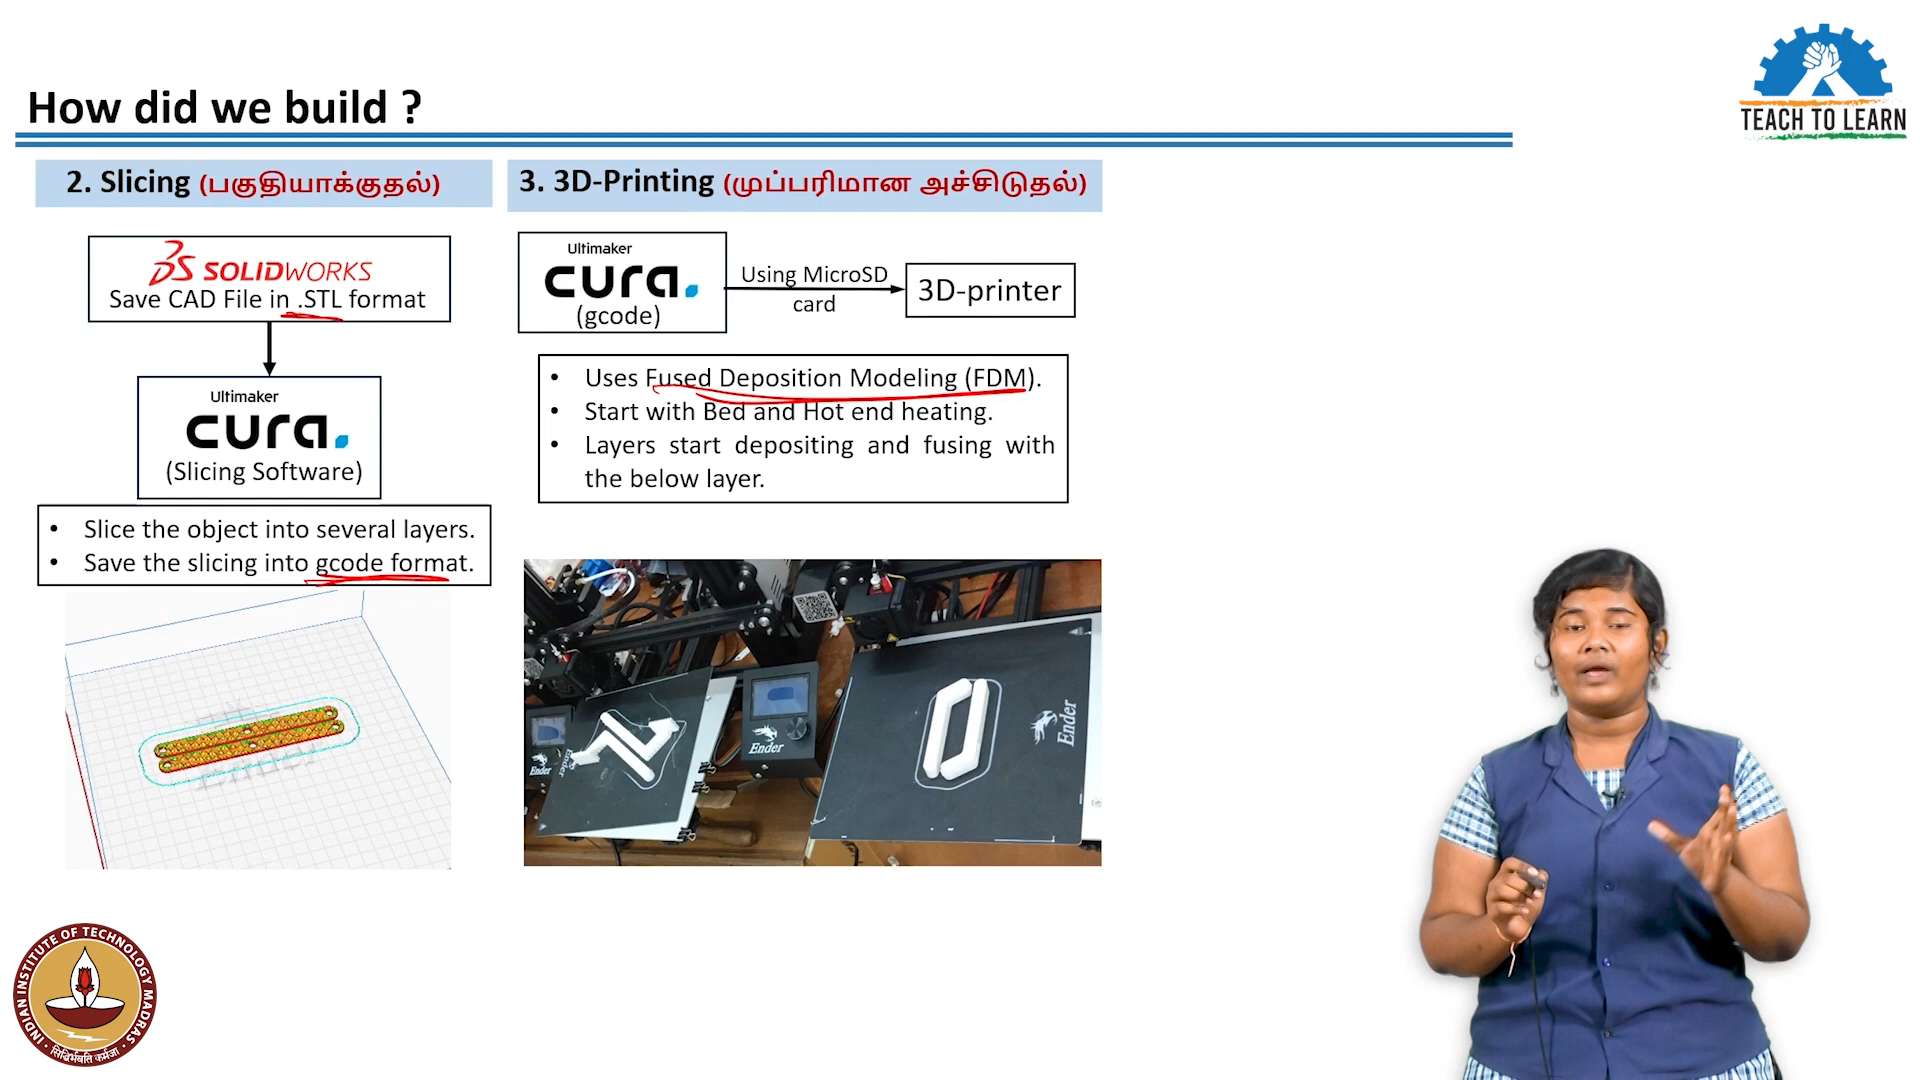 How did we build ?
TEACH TO LEARN
2. Slicing (பகுதியாக்குதல்)
SOLIDWORKS
Save CAD File in .STL format
Ultimaker
cura.
(Slicing Software)
• Slice the object into several layers.
• Save the slicing into gcode format.
3. 3D-Printing (முப்பரிமான அச்சிடுதல்)
Ultimaker
cura.
(gcode)
Using MicroSD
card
3D-printer
• Uses Fused Deposition Modeling (FDM).
• Start with Bed and Hot end heating.
• Layers start depositing and fusing with
the below layer.
Ender
Ender
Ender
Ender
INDIAN INSTITUTE OF TECHNOLOGY MADRAS
सिद्धिर्भवति कर्मजा